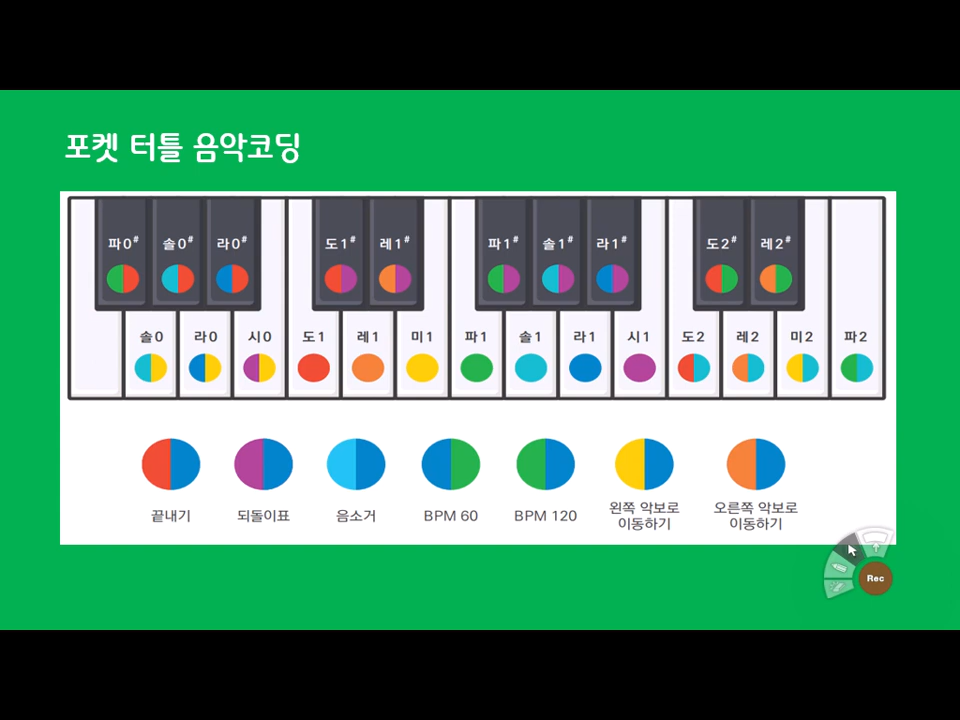 포켓 터틀 음악코딩
파0# 솔0# 라0# 도1# 레1# 파1# 솔1# 라1# 도2# 레2#
솔0 라0 시0 도1 레1 미1 파1 솔1 라1 시1 도2 레2 미2 파2
끝내기 되돌이표 음소거 BPM 60 BPM 120 왼쪽 악보로 오른쪽 악보로
이동하기 이동하기
Rec